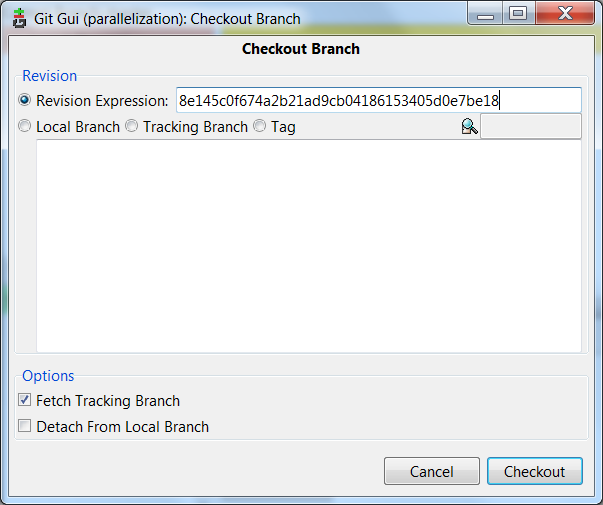 Git Gui (parallelization): Checkout Branch
Checkout Branch
Revision
Revision Expression: 8e145c0f674a2b21ad9cb04186153405d0e7be18
Local Branch Tracking Branch Tag
Options
Fetch Tracking Branch
Detach From Local Branch
Cancel Checkout